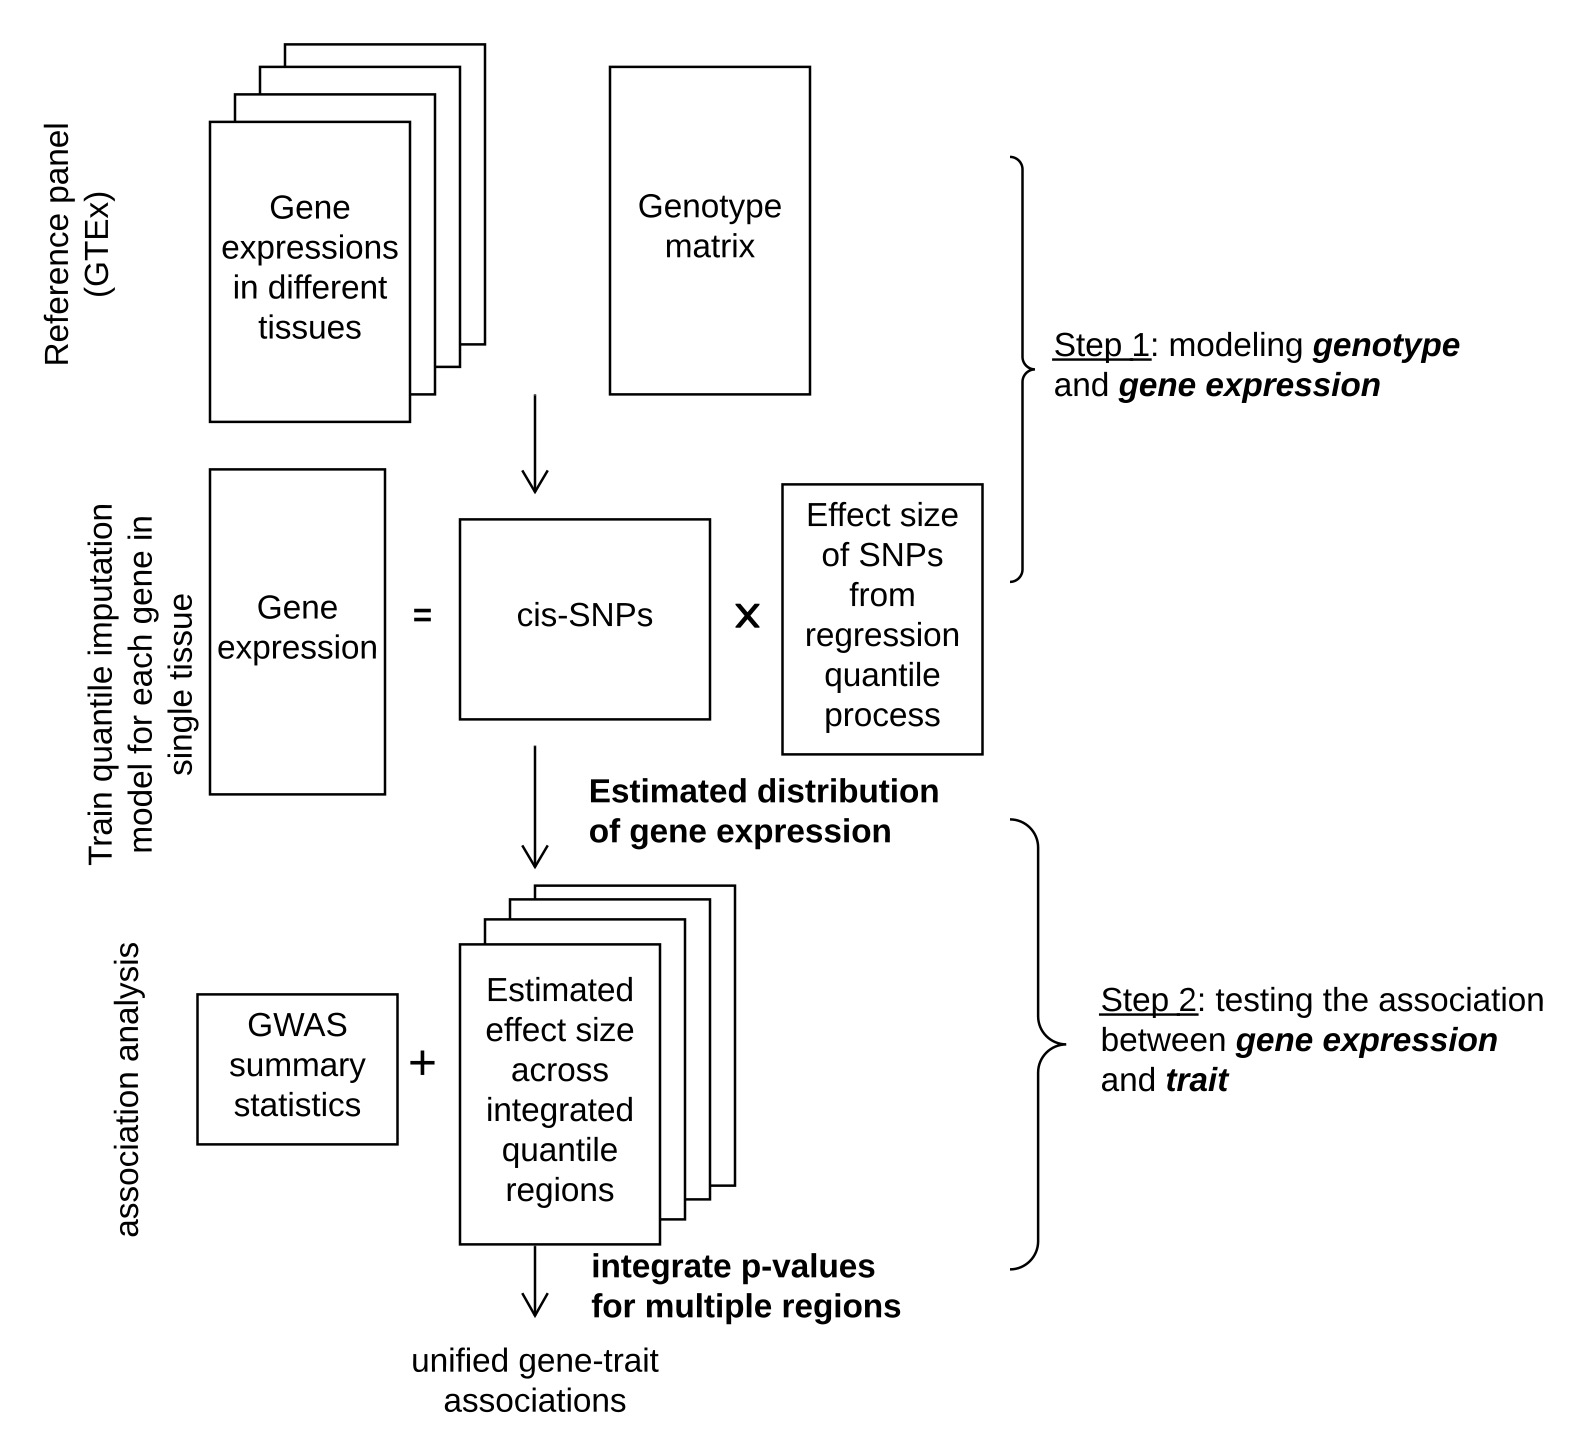 Reference panel
(GTEx)
Gene
expressions
in different
tissues
Genotype
matrix
Step 1: modeling genotype
and gene expression
Train quantile imputation
model for each gene in
single tissue
Gene
expression
=
cis-SNPs
x
Effect size
of SNPs
from
regression
quantile
process
Estimated distribution
of gene expression
association analysis
GWAS
summary
statistics
+
Estimated
effect size
across
integrated
quantile
regions
Step 2: testing the association
between gene expression
and trait
integrate p-values
for multiple regions
unified gene-trait
associations